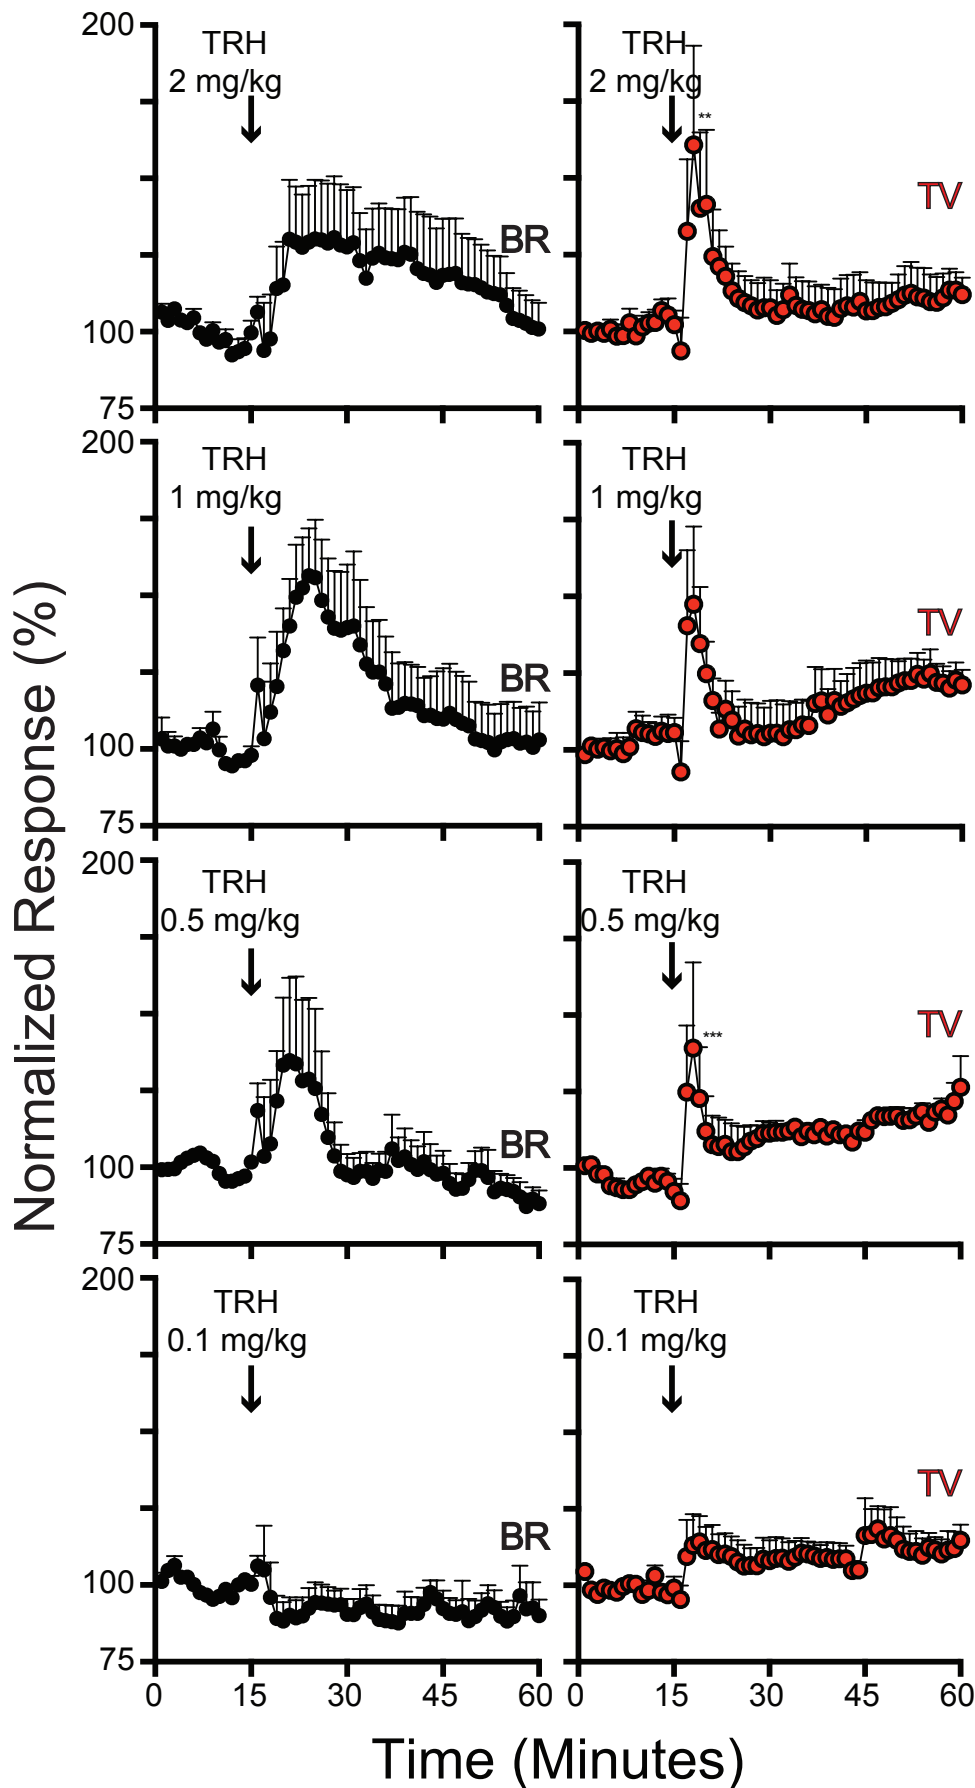 Normalized Response (%)
200
TRH
2 mg/kg
BR
100
75
TRH
2 mg/kg
**
TV
200
TRH
1 mg/kg
BR
100
75
TRH
1 mg/kg
TV
200
TRH
0.5 mg/kg
BR
100
75
TRH
0.5 mg/kg
***
TV
200
TRH
0.1 mg/kg
BR
100
75
TRH
0.1 mg/kg
TV
0 15 30 45 60
0 15 30 45 60
Time (Minutes)